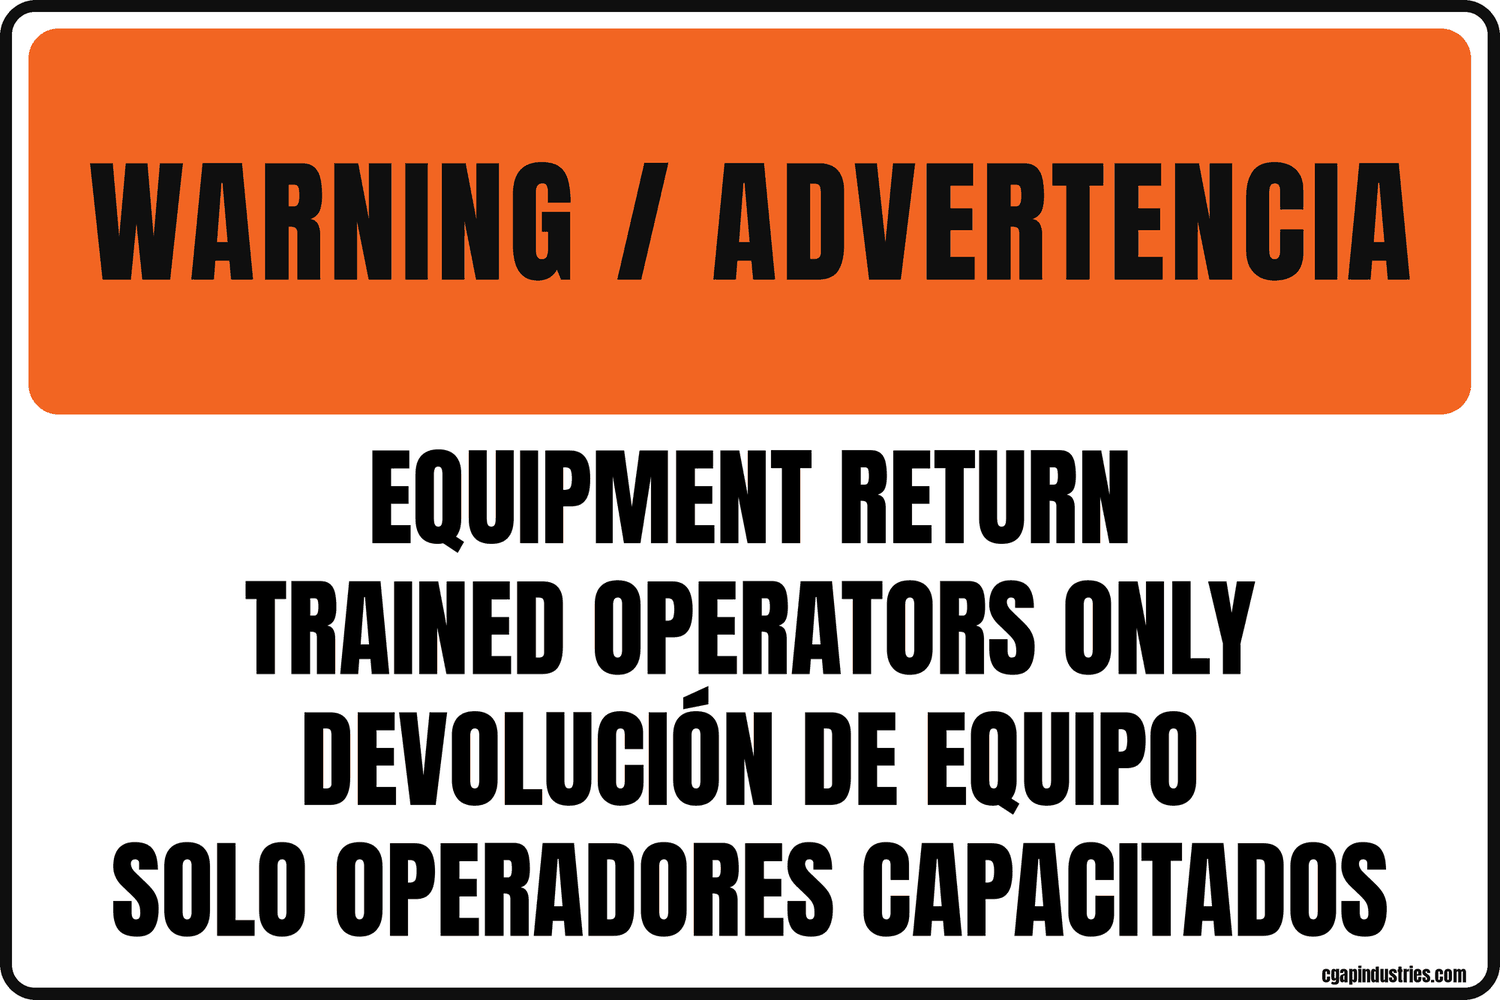 WARNING / ADVERTENCIA
EQUIPMENT RETURN
TRAINED OPERATORS ONLY
DEVOLUCIÓN DE EQUIPO
SOLO OPERADORES CAPACITADOS
cgapindustries.com